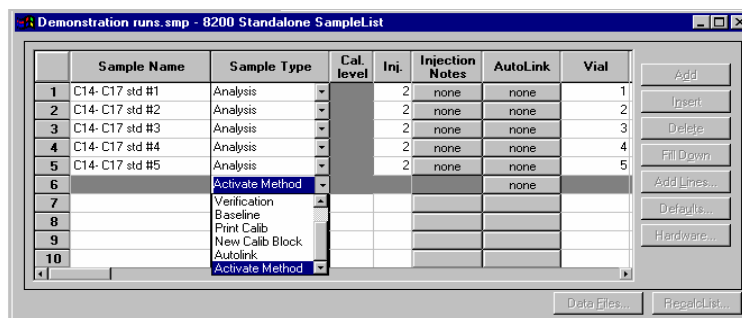 Demonstration runs.smp - 8200 Standalone SampleList
Sample Name Sample Type Cal. level Inj. Injection Notes AutoLink Vial
1 C14- C17 std #1 Analysis 2 none none 1
2 C14- C17 std #2 Analysis 2 none none 2
3 C14- C17 std #3 Analysis 2 none none 3
4 C14- C17 std #4 Analysis 2 none none 4
5 C14- C17 std #5 Analysis 2 none none 5
6 Activate Method none
7 Verification
Baseline
8 Print Calib
9 New Calib Block
Autolink
10 Activate Method
Add
Insert
Delete
Fill Down
Add Lines...
Defaults...
Hardware...
Data Files...
RecalcList...